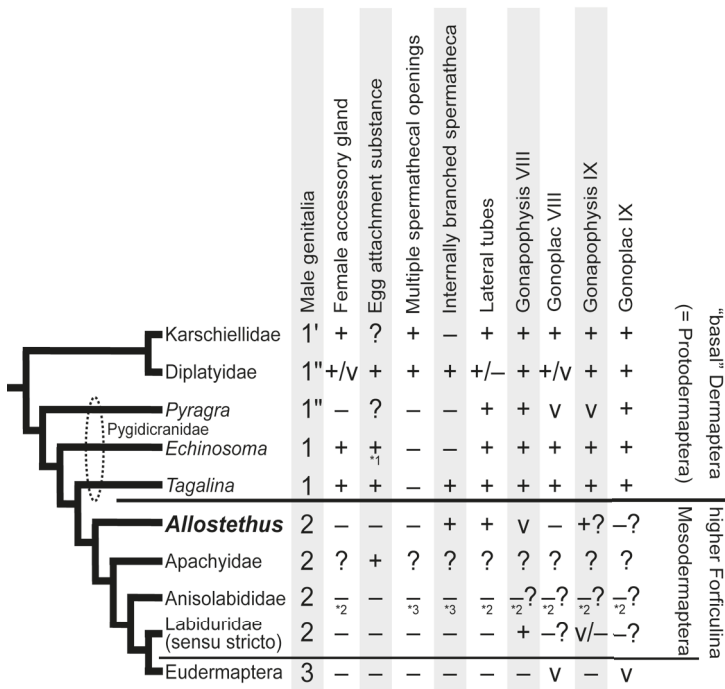 Male genitalia
Female accessory gland
Egg attachment substance
Multiple spermathecal openings
Internally branched spermatheca
Lateral tubes
Gonapophysis VIII
Gonoplac VIII
Gonapophysis IX
Gonoplac IX
Karschiellidae 1' + ? + – + + + + +
Diplatyidae 1" +/v + + + +/– + +/v + +
Pyragra 1" – ? – – + + v v +
Pygidicranidae
Echinosoma 1 + + – – + + + + +
*1
Tagalina 1 + + – + + + + + +
Allostethus 2 – – – + + v – +? –?
Apachyidae 2 ? + ? ? ? ? ? ? ?
Anisolabididae 2 – – – – – –? –? –? –?
*2 *3 *3 *2 *2 *2 *2 *2
Labiduridae
(sensu stricto) 2 – – – – – + –? v/– –?
Eudermaptera 3 – – – – – – v – v
"basal" Dermaptera
(= Protodermaptera)
higher Forficulina
Mesodermaptera